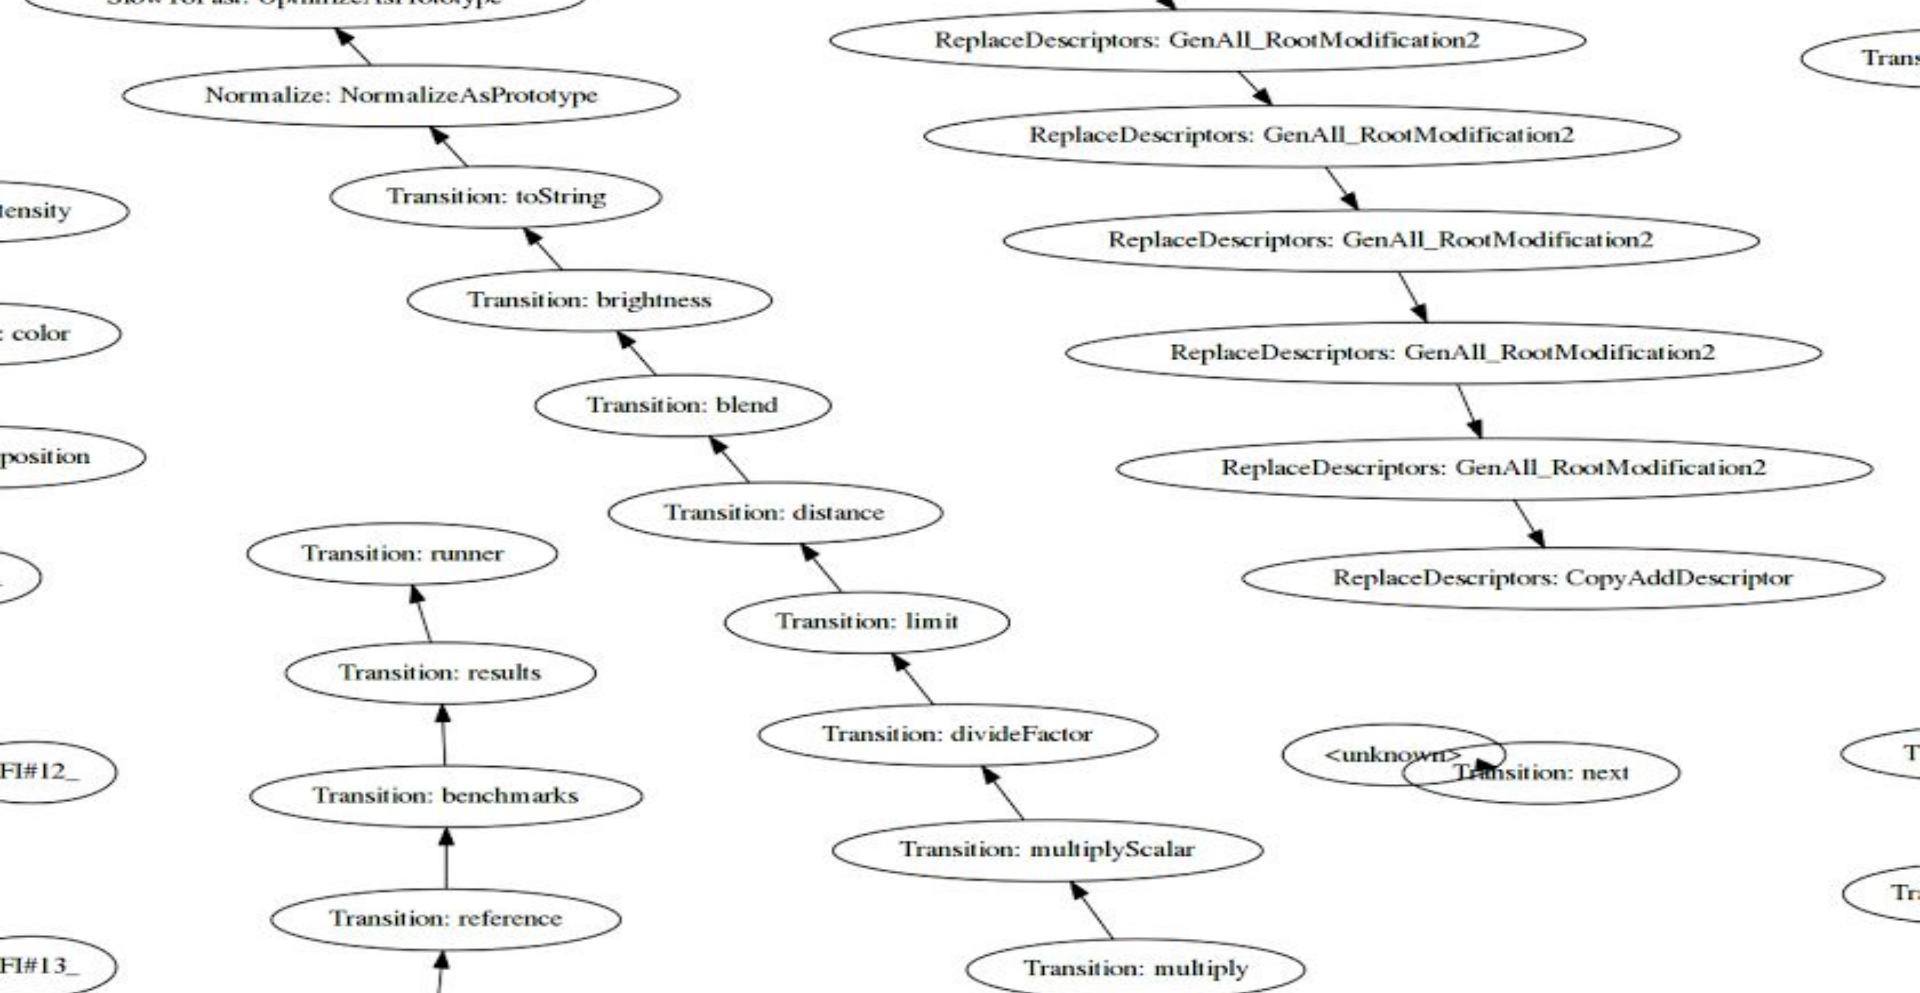 OptimizeAsPrototype
ReplaceDescriptors: GenAll_RootModification2
Normalize: NormalizeAsPrototype
ReplaceDescriptors: GenAll_RootModification2
Transition: toString
ReplaceDescriptors: GenAll_RootModification2
Transition: brightness
: color
ReplaceDescriptors: GenAll_RootModification2
Transition: blend
position
ReplaceDescriptors: GenAll_RootModification2
Transition: distance
Transition: runner
ReplaceDescriptors: CopyAddDescriptor
Transition: limit
Transition: results
Transition: divideFactor
<unknown>
Transition: next
FI#12_
Transition: benchmarks
Transition: multiplyScalar
Transition: reference
FI#13_
Transition: multiply